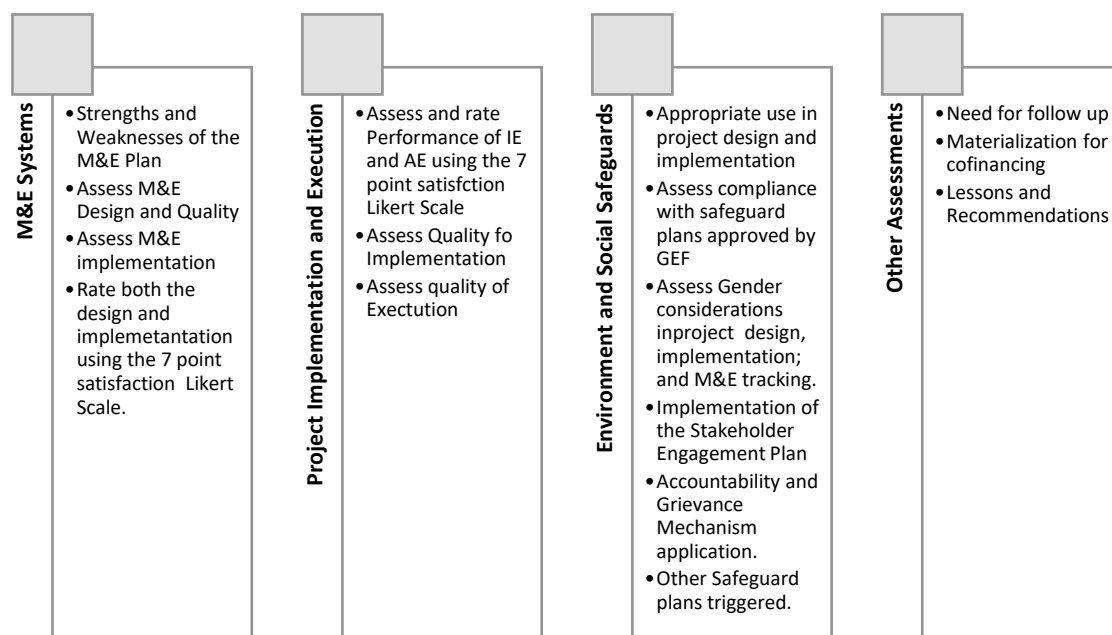 M&E Systems
•Strengths and
Weaknesses of the
M&E Plan
•Assess M&E
Design and Quality
•Assess M&E
implementation
•Rate both the
design and
implemetantation
using the 7 point
satisfaction Likert
Scale.
Project Implementation and Execution
•Assess and rate
Performance of IE
and AE using the 7
point satisfction
Likert Scale
•Assess Quality fo
Implementation
•Assess quality of
Exectution
Environment and Social Safeguards
•Appropriate use in
project design and
implementation
•Assess compliance
with safeguard
plans approved by
GEF
•Assess Gender
considerations
inproject design,
implementation;
and M&E tracking.
•Implementation of
the Stakeholder
Engagement Plan
•Accountability and
Grievance
Mechanism
application.
•Other Safeguard
plans triggered.
Other Assessments
•Need for follow up
•Materialization for
cofinancing
•Lessons and
Recommendations